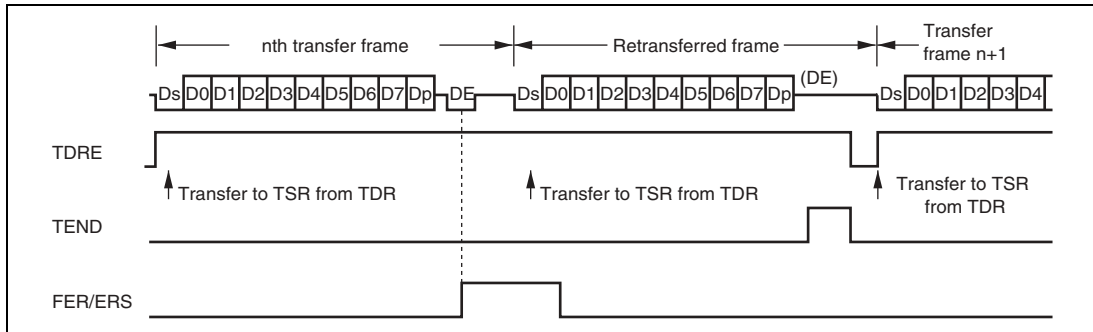 nth transfer frame
Retransferred frame
Transfer
frame n+1
Ds D0 D1 D2 D3 D4 D5 D6 D7 Dp DE
Ds D0 D1 D2 D3 D4 D5 D6 D7 Dp
(DE)
Ds D0 D1 D2 D3 D4
TDRE
Transfer to TSR from TDR
Transfer to TSR from TDR
Transfer to TSR
from TDR
TEND
FER/ERS